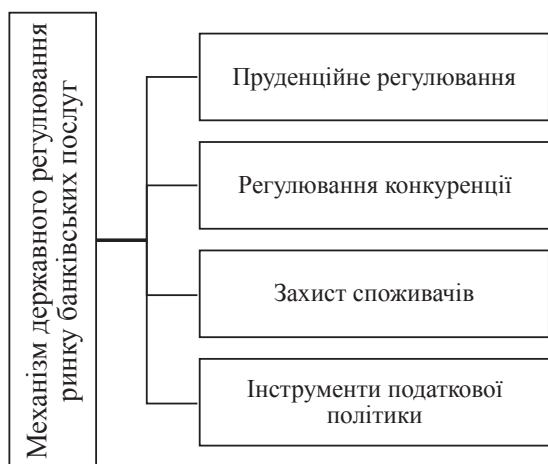 Механізм державного регулювання
ринку банківських послуг
Пруденційне регулювання
Регулювання конкуренції
Захист споживачів
Інструменти податкової
політики